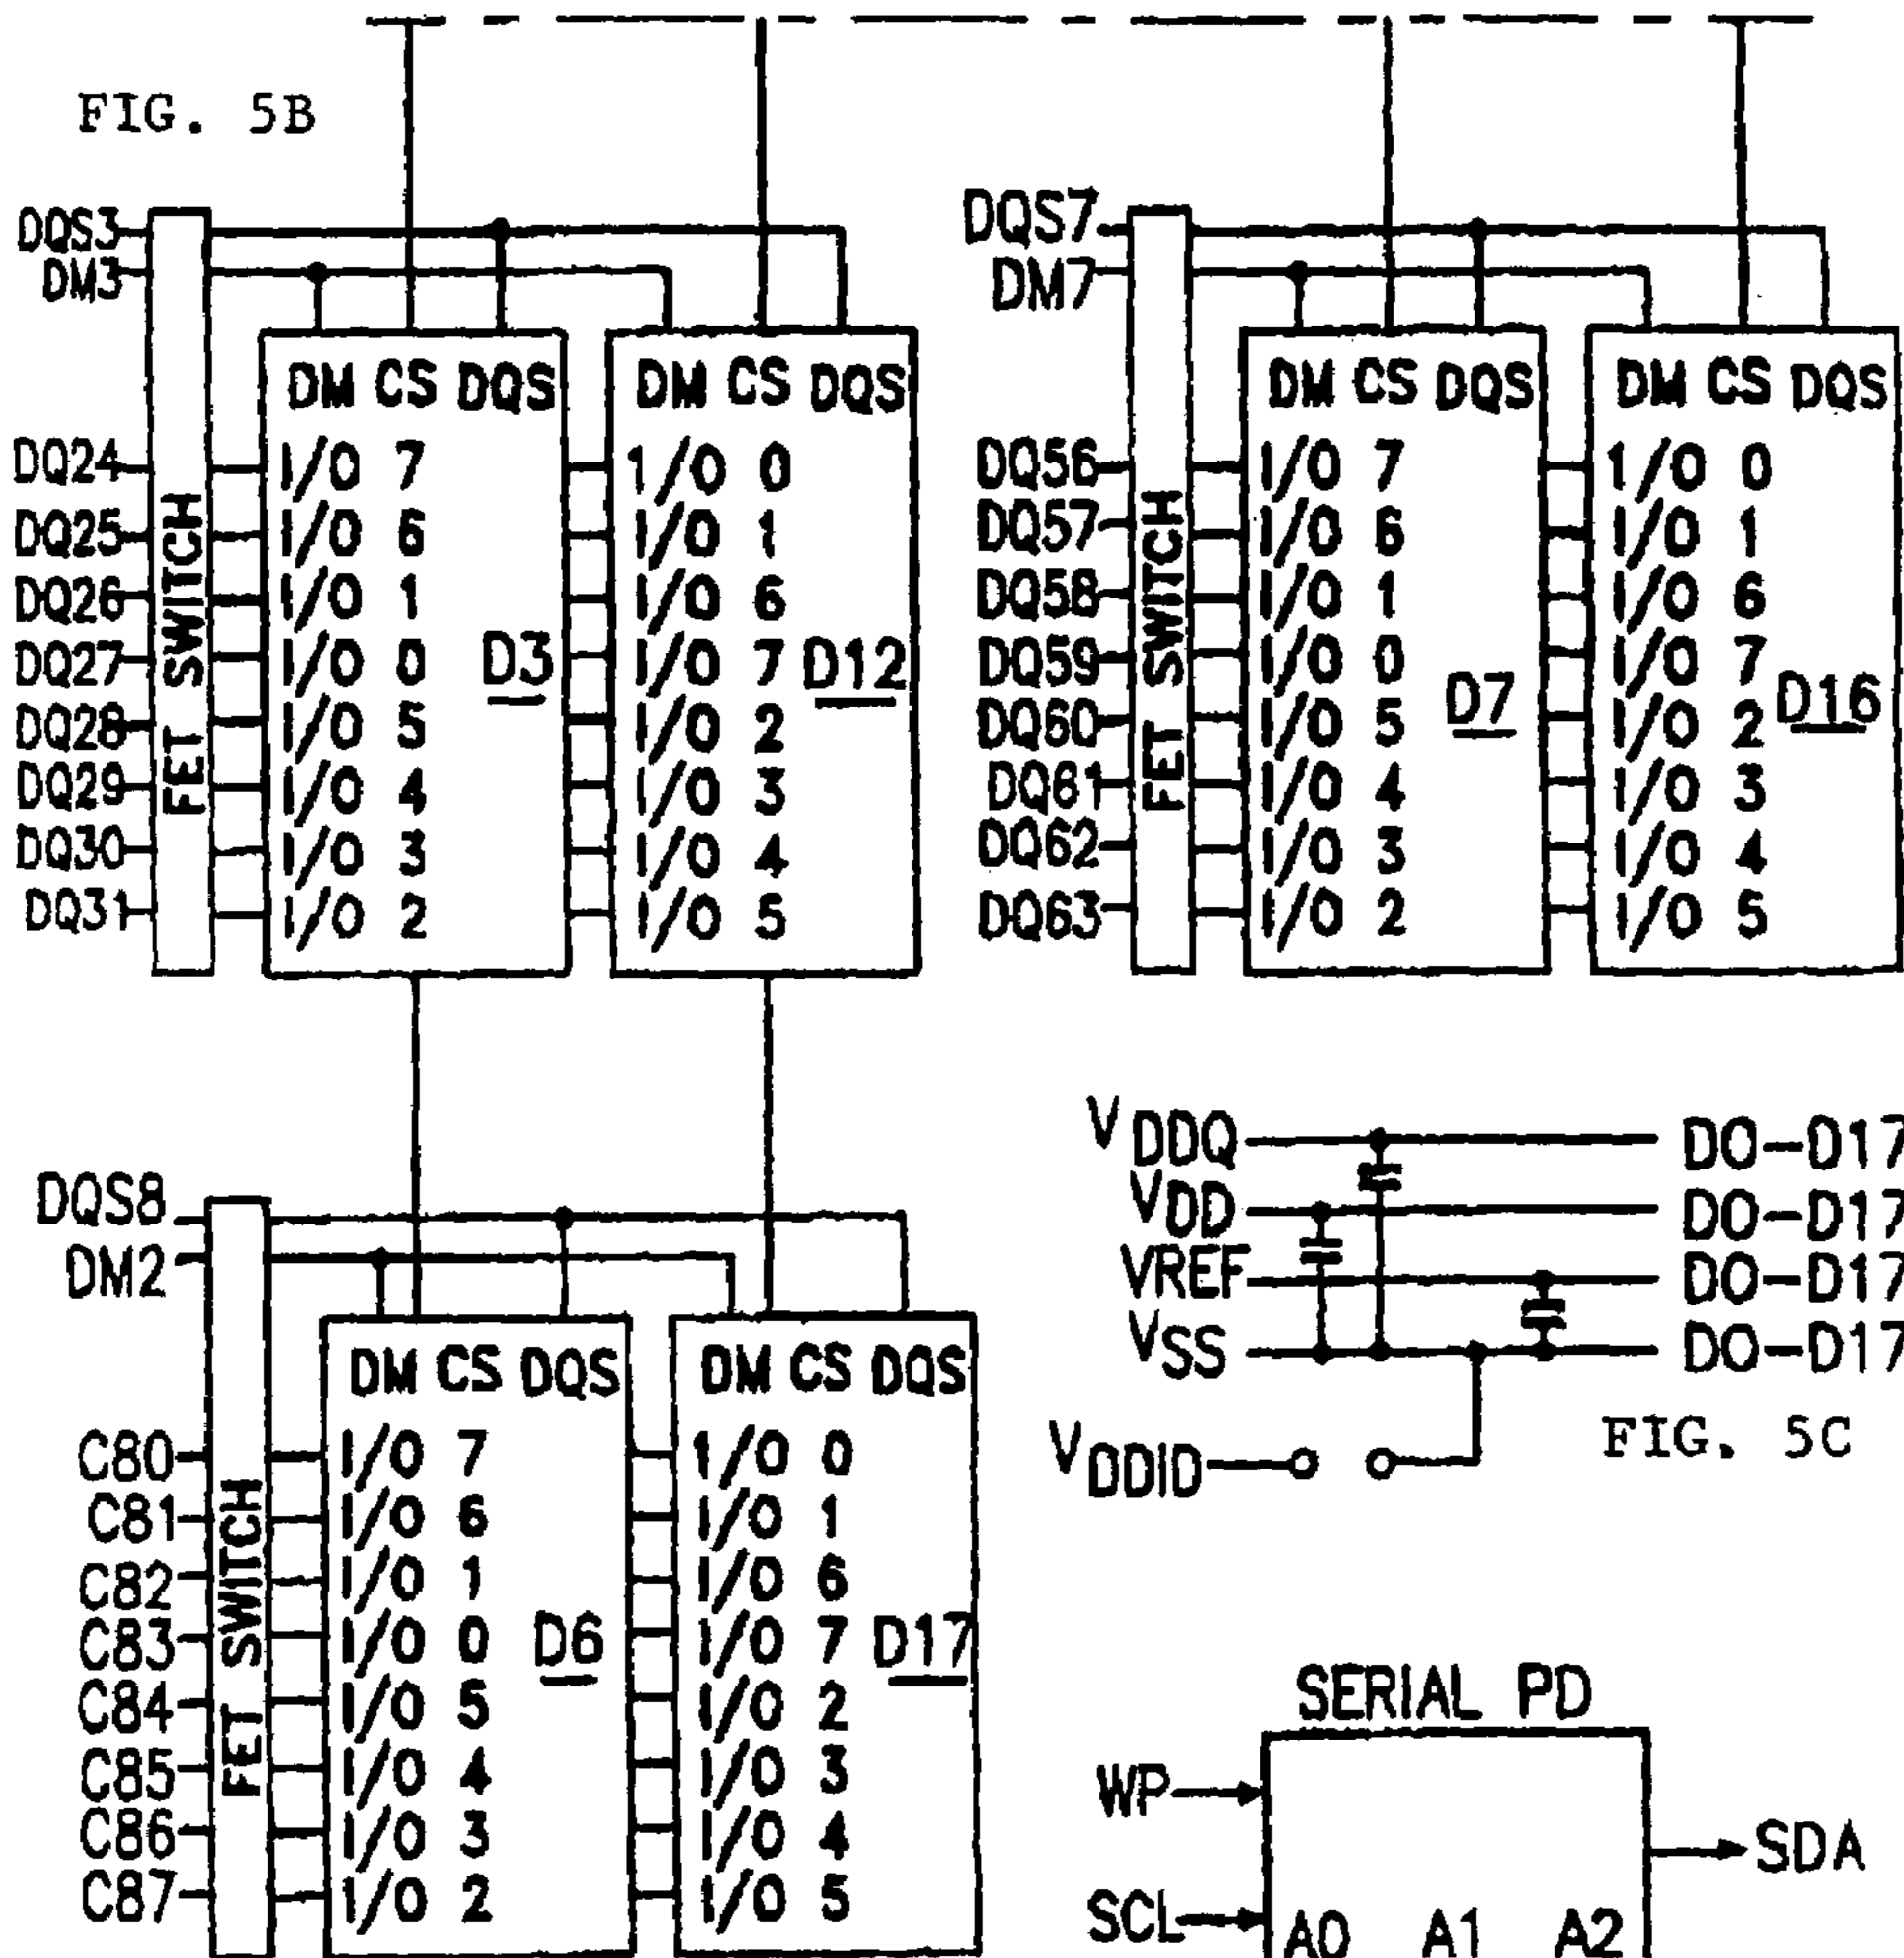 FIG. 5B
DQS3
DM3
DM CS DQS
DM CS DQS
DQ24
DQ25
DQ26
DQ27
DQ28
DQ29
DQ30
DQ31
FET SWITCH
I/O 7
I/O 6
I/O 1
I/O 0
I/O 5
I/O 4
I/O 3
I/O 2
D3
I/O 0
I/O 1
I/O 6
I/O 7
I/O 2
I/O 3
I/O 4
I/O 5
D12
DQS7
DM7
DM CS DQS
DM CS DQS
DQ56
DQ57
DQ58
DQ59
DQ60
DQ61
DQ62
DQ63
FET SWITCH
I/O 7
I/O 6
I/O 1
I/O 0
I/O 5
I/O 4
I/O 3
I/O 2
D7
I/O 0
I/O 1
I/O 6
I/O 7
I/O 2
I/O 3
I/O 4
I/O 5
D16
DQS8
DM2
DM CS DQS
DM CS DQS
C80
C81
C82
C83
C84
C85
C86
C87
FET SWITCH
I/O 7
I/O 6
I/O 1
I/O 0
I/O 5
I/O 4
I/O 3
I/O 2
D6
I/O 0
I/O 1
I/O 6
I/O 7
I/O 2
I/O 3
I/O 4
I/O 5
D17
VDDQ DO-D17
VDD DO-D17
VREF DO-D17
VSS DO-D17
VDDID
FIG. 5C
SERIAL PD
WP
SDA
SCL
A0 A1 A2